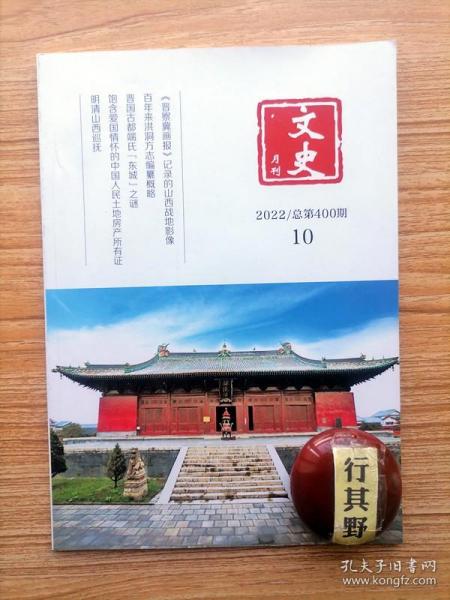 文史
月刊
2022/总第400期
10
《晋察冀画报》记录的山西战地影像
百年来洪洞方志编纂概略
晋国古都端氏“东城”之谜
饱含爱国情怀的中国人民土地房产所有证
明清山西巡抚
行其野
孔夫子旧书网
www.kongfz.com